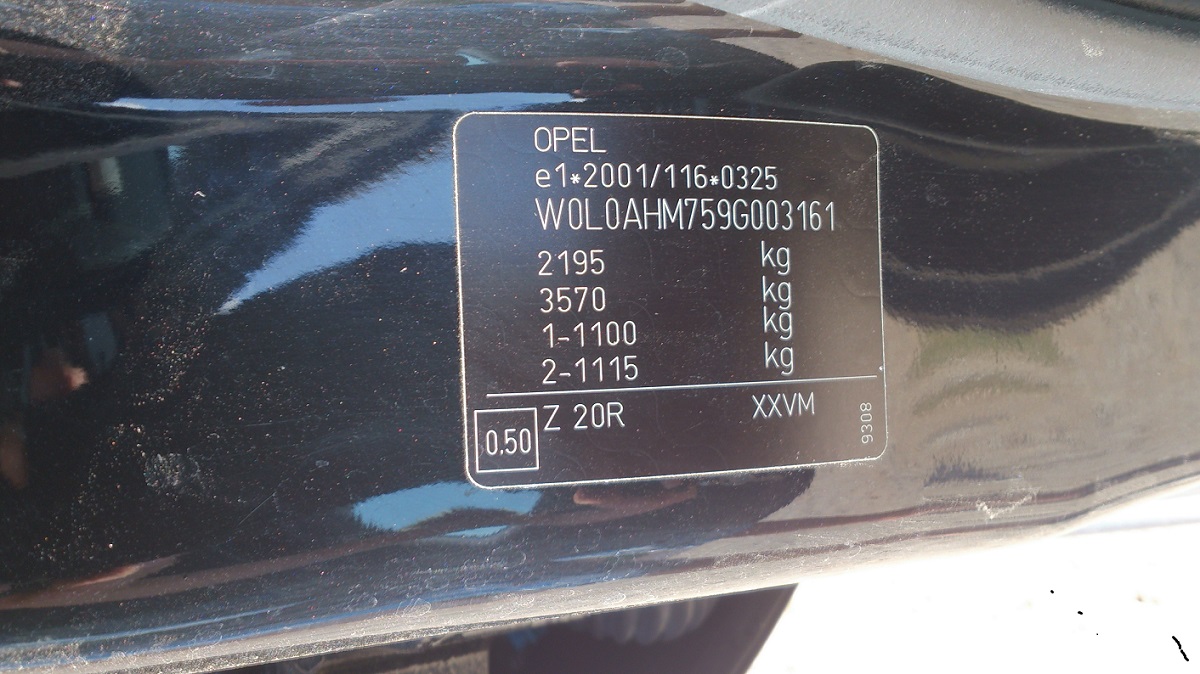 OPEL
e1*2001/116*0325
W0L0AHM759G003161
2195 kg
3570 kg
1-1100 kg
2-1115 kg
0.50 Z 20R XXVM
9308